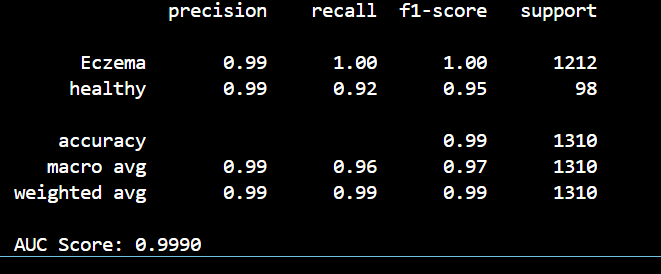 precision recall f1-score support
Eczema 0.99 1.00 1.00 1212
healthy 0.99 0.92 0.95 98
accuracy 0.99 1310
macro avg 0.99 0.96 0.97 1310
weighted avg 0.99 0.99 0.99 1310
AUC Score: 0.9990